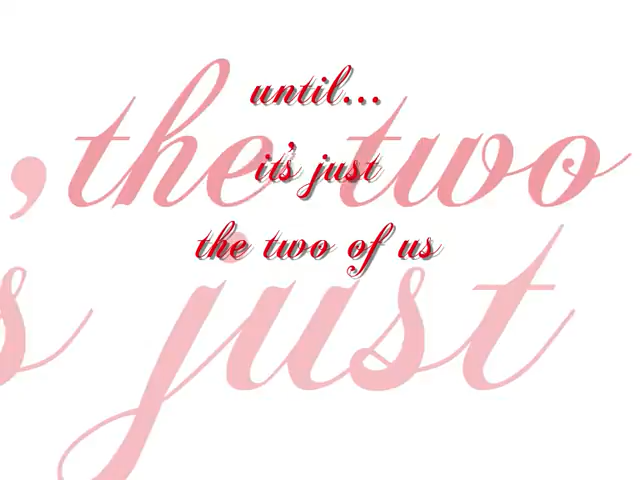 until...
it's just
the two of us
, the two
s just